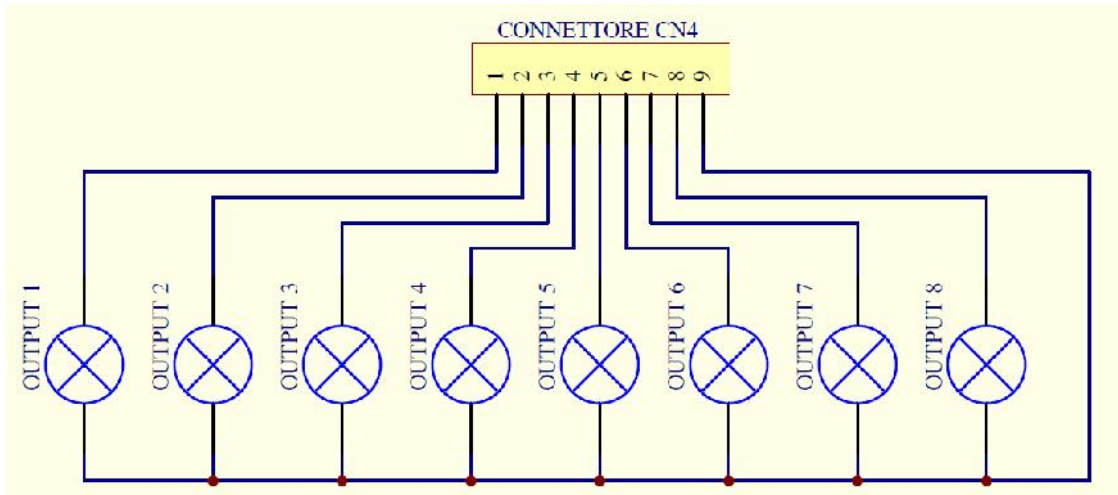 CONNETTORE CN4
1 2 3 4 5 6 7 8 9
OUTPUT 1
OUTPUT 2
OUTPUT 3
OUTPUT 4
OUTPUT 5
OUTPUT 6
OUTPUT 7
OUTPUT 8